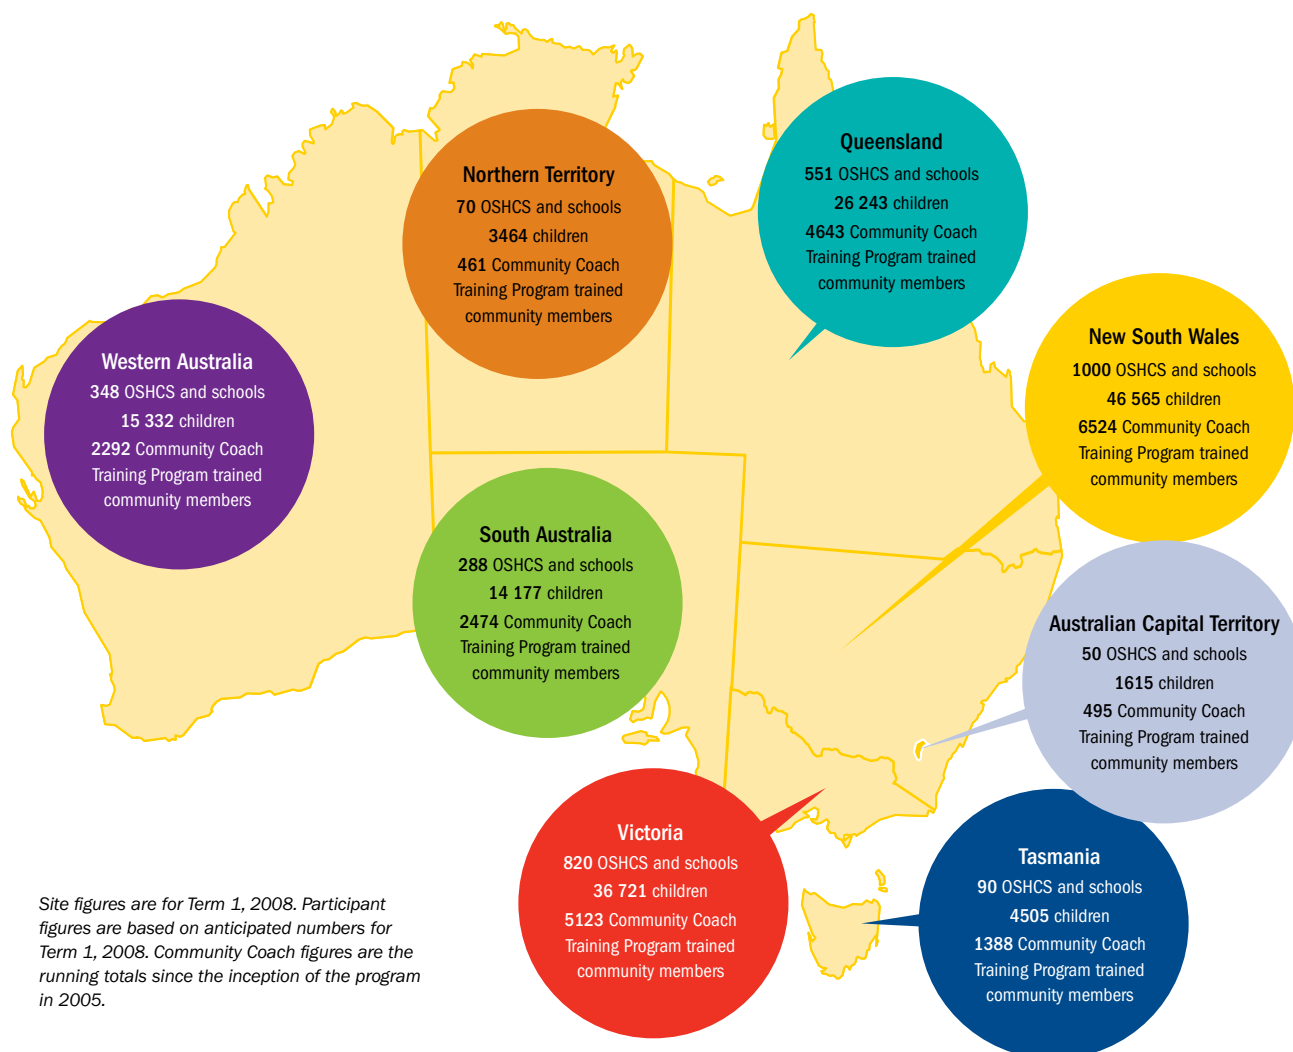 Queensland
551 OSHCS and schools
26 243 children
4643 Community Coach
Training Program trained
community members
Northern Territory
70 OSHCS and schools
3464 children
461 Community Coach
Training Program trained
community members
New South Wales
1000 OSHCS and schools
46 565 children
6524 Community Coach
Training Program trained
community members
Western Australia
348 OSHCS and schools
15 332 children
2292 Community Coach
Training Program trained
community members
South Australia
288 OSHCS and schools
14 177 children
2474 Community Coach
Training Program trained
community members
Australian Capital Territory
50 OSHCS and schools
1615 children
495 Community Coach
Training Program trained
community members
Victoria
820 OSHCS and schools
36 721 children
5123 Community Coach
Training Program trained
community members
Tasmania
90 OSHCS and schools
4505 children
1388 Community Coach
Training Program trained
community members
Site figures are for Term 1, 2008. Participant
figures are based on anticipated numbers for
Term 1, 2008. Community Coach figures are the
running totals since the inception of the program
in 2005.